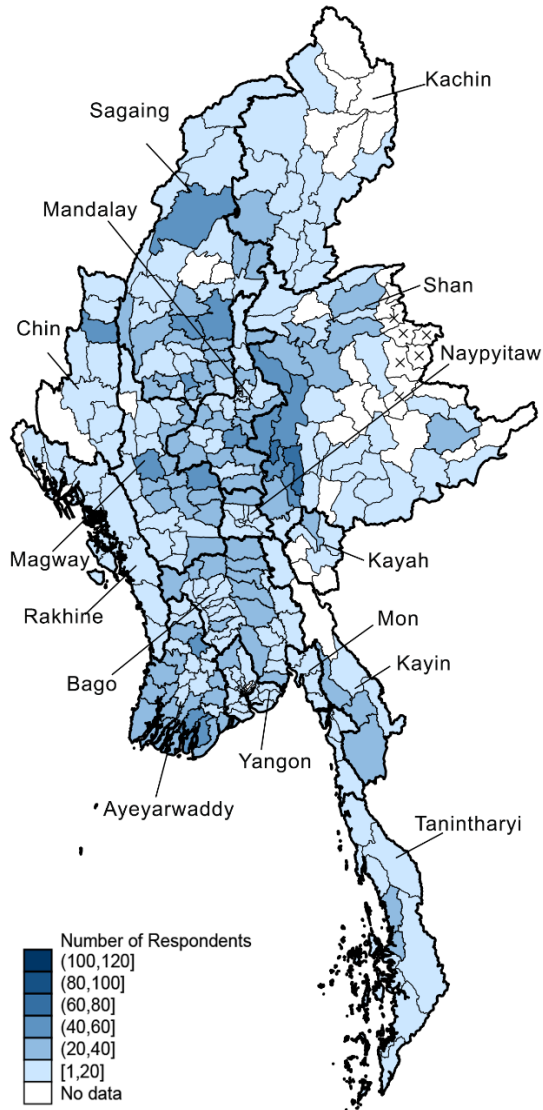 Kachin
Sagaing
Mandalay
Shan
Chin
Naypyitaw
Magway
Kayah
Rakhine
Mon
Kayin
Bago
Yangon
Ayeyarwaddy
Tanintharyi
Number of Respondents
(100,120]
(80,100]
(60,80]
(40,60]
(20,40]
[1,20]
No data